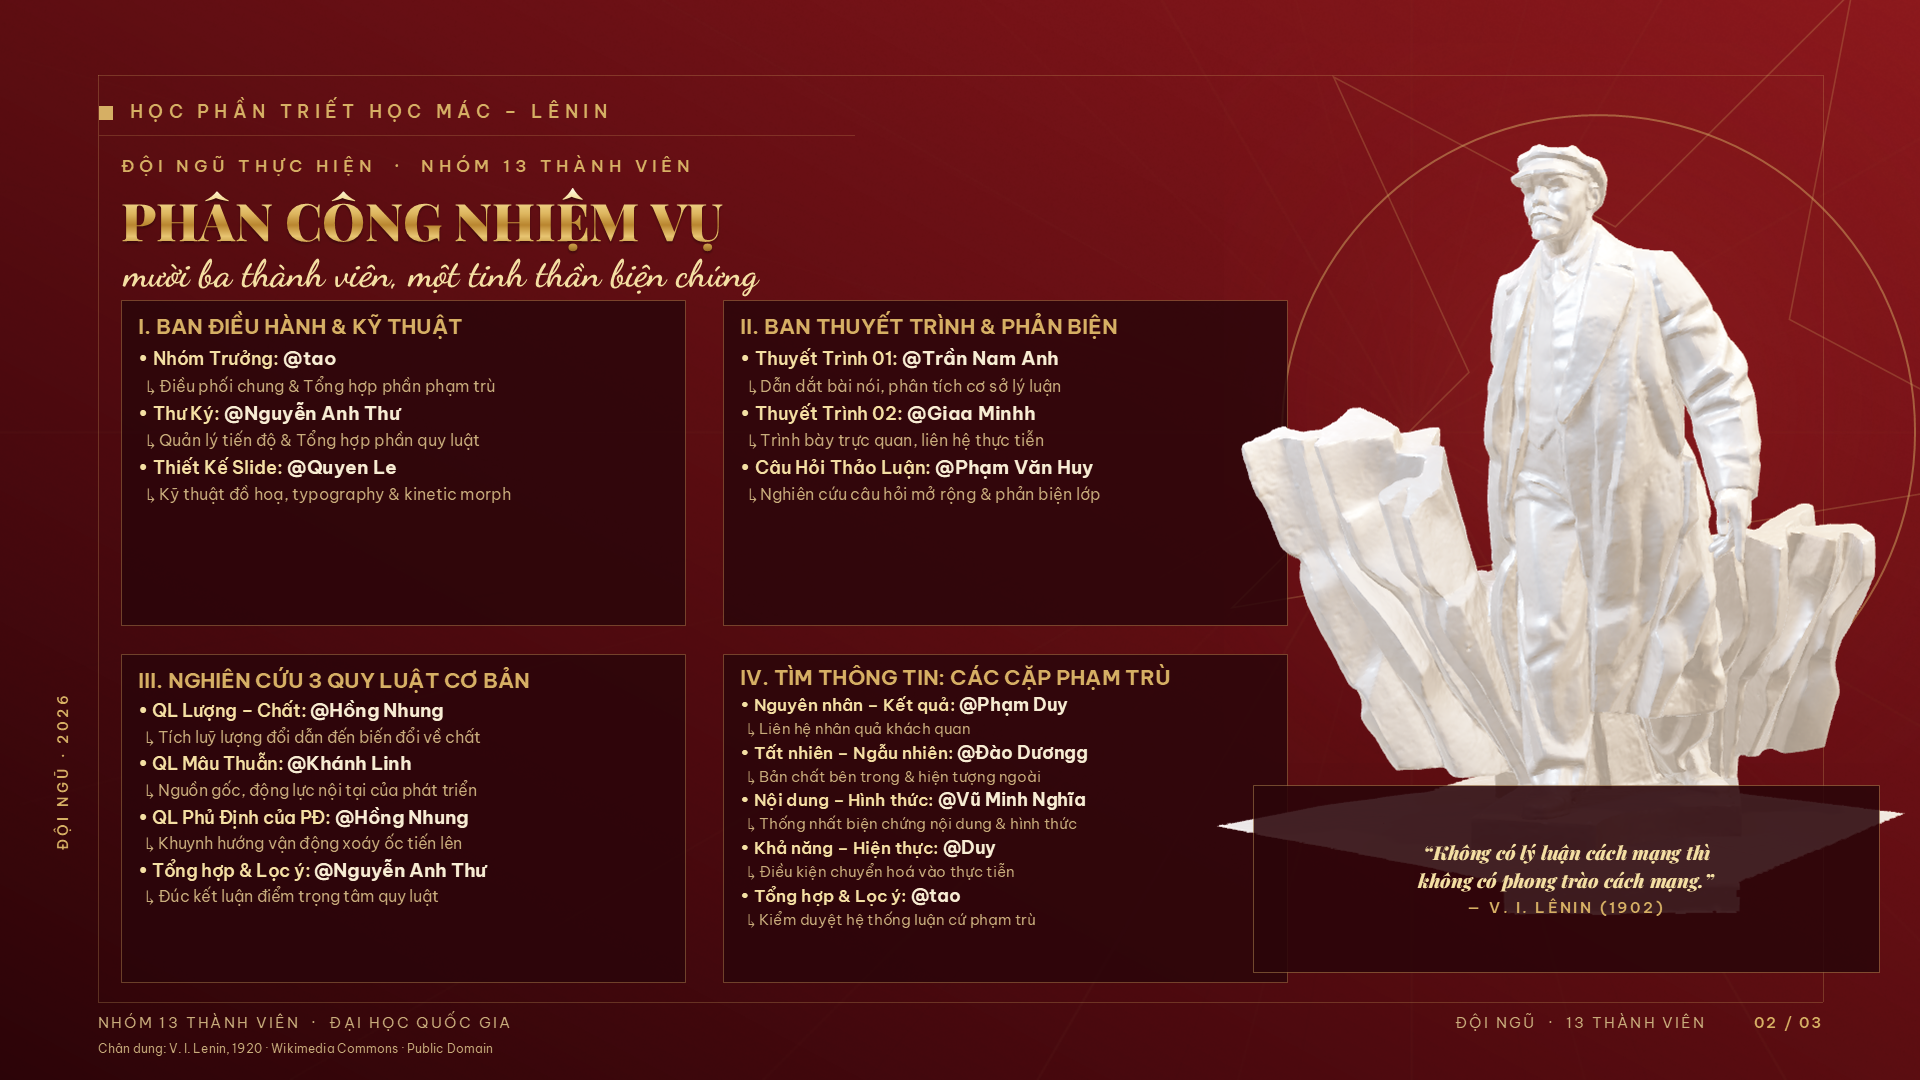 HỌC PHẦN TRIẾT HỌC MÁC – LÊNIN
ĐỘI NGŨ THỰC HIỆN · NHÓM 13 THÀNH VIÊN
PHÂN CÔNG NHIỆM VỤ
mười ba thành viên, một tinh thần biện chứng
I. BAN ĐIỀU HÀNH & KỸ THUẬT
• Nhóm Trưởng: @tao
↳ Điều phối chung & Tổng hợp phần phạm trù
• Thư Ký: @Nguyễn Anh Thư
↳ Quản lý tiến độ & Tổng hợp phần quy luật
• Thiết Kế Slide: @Quyen Le
↳ Kỹ thuật đồ hoạ, typography & kinetic morph
II. BAN THUYẾT TRÌNH & PHẢN BIỆN
• Thuyết Trình 01: @Trần Nam Anh
↳ Dẫn dắt bài nói, phân tích cơ sở lý luận
• Thuyết Trình 02: @Giaa Minhh
↳ Trình bày trực quan, liên hệ thực tiễn
• Câu Hỏi Thảo Luận: @Phạm Văn Huy
↳ Nghiên cứu câu hỏi mở rộng & phản biện lớp
III. NGHIÊN CỨU 3 QUY LUẬT CƠ BẢN
• QL Lượng – Chất: @Hồng Nhung
↳ Tích luỹ lượng đổi dẫn đến biến đổi về chất
• QL Mâu Thuẫn: @Khánh Linh
↳ Nguồn gốc, động lực nội tại của phát triển
• QL Phủ Định của PĐ: @Hồng Nhung
↳ Khuynh hướng vận động xoáy ốc tiến lên
• Tổng hợp & Lọc ý: @Nguyễn Anh Thư
↳ Đúc kết luận điểm trọng tâm quy luật
IV. TÌM THÔNG TIN: CÁC CẶP PHẠM TRÙ
• Nguyên nhân – Kết quả: @Phạm Duy
↳ Liên hệ nhân quả khách quan
• Tất nhiên – Ngẫu nhiên: @Đào Dươngg
↳ Bản chất bên trong & hiện tượng ngoài
• Nội dung – Hình thức: @Vũ Minh Nghĩa
↳ Thống nhất biện chứng nội dung & hình thức
• Khả năng – Hiện thực: @Duy
↳ Điều kiện chuyển hoá vào thực tiễn
• Tổng hợp & Lọc ý: @tao
↳ Kiểm duyệt hệ thống luận cứ phạm trù
“Không có lý luận cách mạng thì
không có phong trào cách mạng.”
— V. I. LÊNIN (1902)
ĐỘI NGŨ · 2026
NHÓM 13 THÀNH VIÊN · ĐẠI HỌC QUỐC GIA
ĐỘI NGŨ · 13 THÀNH VIÊN 02 / 03
Chân dung: V. I. Lenin, 1920 · Wikimedia Commons · Public Domain